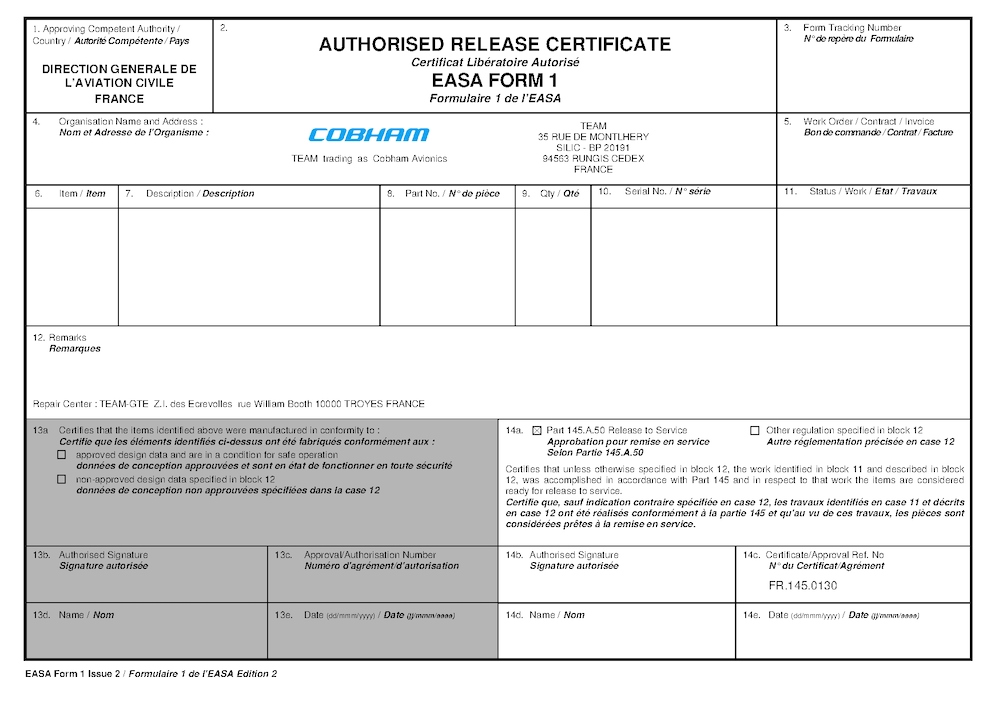 1. Approving Competent Authority /
Country / Autorité Compétente / Pays
DIRECTION GENERALE DE
L'AVIATION CIVILE
FRANCE
2.
AUTHORISED RELEASE CERTIFICATE
Certificat Libératoire Autorisé
EASA FORM 1
Formulaire 1 de l'EASA
3. Form Tracking Number
N° de repère du Formulaire
4. Organisation Name and Address :
Nom et Adresse de l'Organisme :
COBHAM
TEAM trading as Cobham Avionics
TEAM
35 RUE DE MONTLHERY
SILIC - BP 20191
94563 RUNGIS CEDEX
FRANCE
5. Work Order / Contract / Invoice
Bon de commande / Contrat / Facture
6. Item / Item
7. Description / Description
8. Part No. / N° de pièce
9. Qty / Qté
10. Serial No. / N° série
11. Status / Work / Etat / Travaux
12. Remarks
Remarques
Repair Center : TEAM-GTE Z.I. des Ecrevolles rue William Booth 10000 TROYES FRANCE
13a Certifies that the items identified above were manufactured in conformity to :
Certifie que les éléments identifiés ci-dessus ont été fabriqués conformément aux :
approved design data and are in a condition for safe operation
données de conception approuvées et sont en état de fonctionner en toute sécurité
non-approved design data specified in block 12
données de conception non approuvées spécifiées dans la case 12
14a. Part 145.A.50 Release to Service
Approbation pour remise en service
Selon Partie 145.A.50
Other regulation specified in block 12
Autre réglementation précisée en case 12
Certifies that unless otherwise specified in block 12, the work identified in block 11 and described in block
12, was accomplished in accordance with Part 145 and in respect to that work the items are considered
ready for release to service.
Certifie que, sauf indication contraire spécifiée en case 12, les travaux identifiés en case 11 et décrits
en case 12 ont été réalisés conformément à la partie 145 et qu'au vu de ces travaux, les pièces sont
considérées prêtes à la remise en service.
13b. Authorised Signature
Signature autorisée
13c. Approval/Authorisation Number
Numéro d'agrément/d'autorisation
14b. Authorised Signature
Signature autorisée
14c. Certificate/Approval Ref. No
N° du Certificat/Agrément
FR.145.0130
13d. Name / Nom
13e. Date (dd/mmm/yyyy) / Date (jj/mmm/aaaa)
14d. Name / Nom
14e. Date (dd/mmm/yyyy) / Date (jj/mmm/aaaa)
EASA Form 1 Issue 2 / Formulaire 1 de l'EASA Edition 2